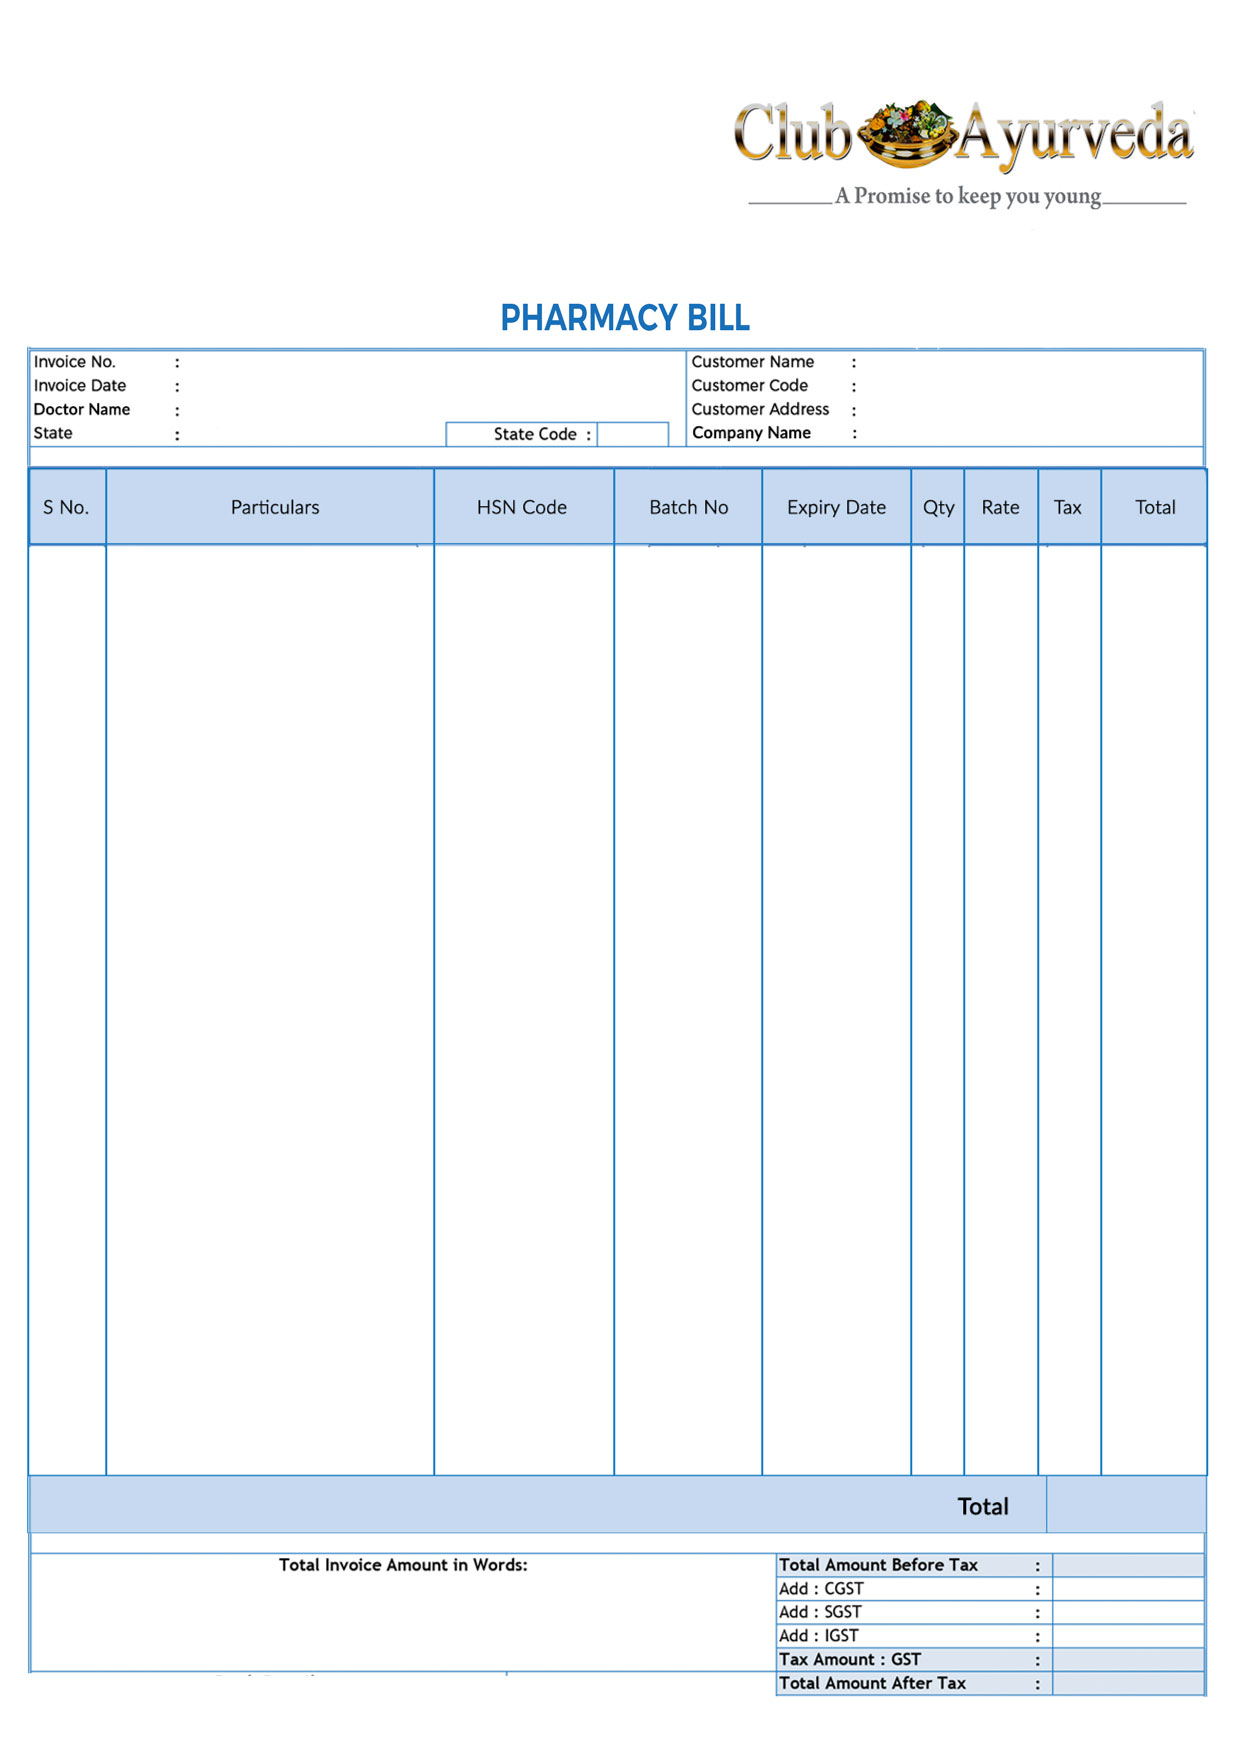 Club Ayurveda
A Promise to keep you young
PHARMACY BILL
Invoice No. :
Invoice Date :
Doctor Name :
State :
State Code :
Customer Name :
Customer Code :
Customer Address :
Company Name :
S No. Particulars HSN Code Batch No Expiry Date Qty Rate Tax Total
Total
Total Invoice Amount in Words:
Total Amount Before Tax :
Add : CGST :
Add : SGST :
Add : IGST :
Tax Amount : GST :
Total Amount After Tax :